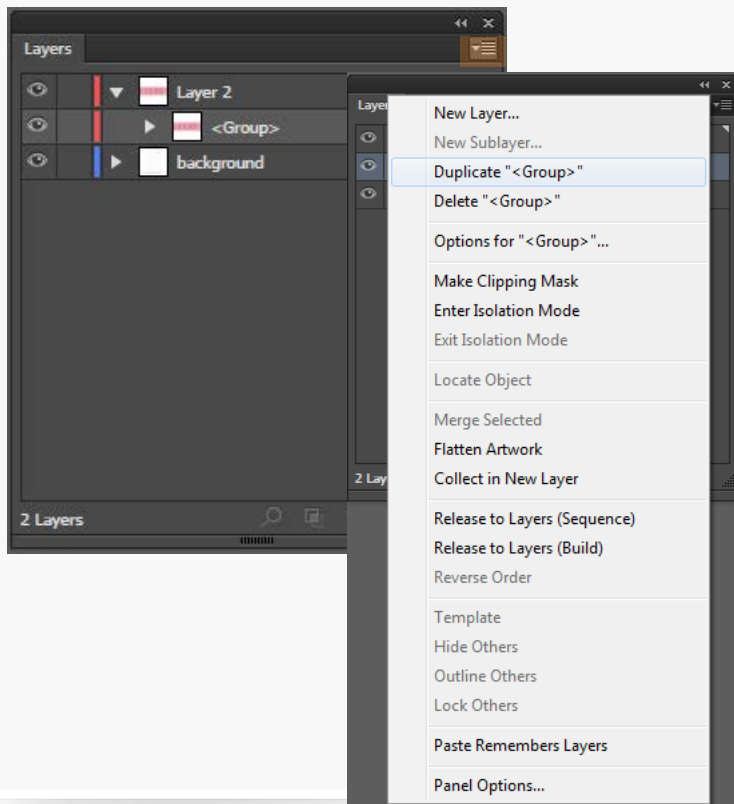 Layers
Layer 2
<Group>
background
2 Layers
Layer
New Layer...
New Sublayer...
Duplicate "<Group>"
Delete "<Group>"
Options for "<Group>"...
Make Clipping Mask
Enter Isolation Mode
Exit Isolation Mode
Locate Object
Merge Selected
Flatten Artwork
Collect in New Layer
2 Lay
Release to Layers (Sequence)
Release to Layers (Build)
Reverse Order
Template
Hide Others
Outline Others
Lock Others
Paste Remembers Layers
Panel Options...